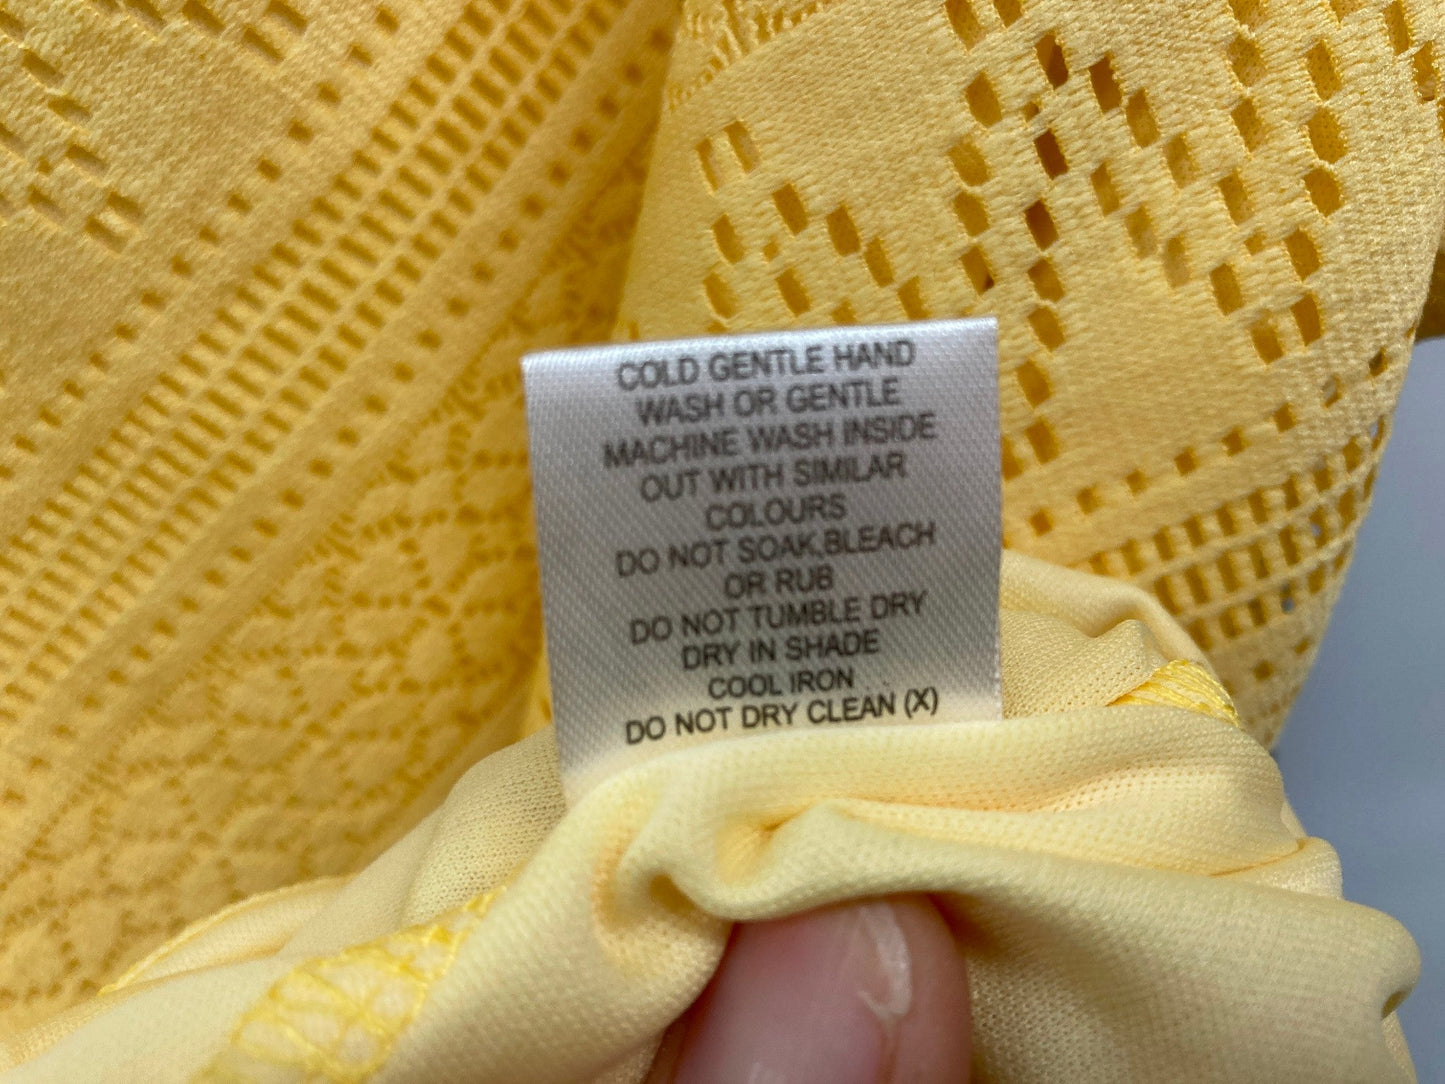 COLD GENTLE HAND
WASH OR GENTLE
MACHINE WASH INSIDE
OUT WITH SIMILAR
COLOURS
DO NOT SOAK,BLEACH
OR RUB
DO NOT TUMBLE DRY
DRY IN SHADE
COOL IRON
DO NOT DRY CLEAN (X)